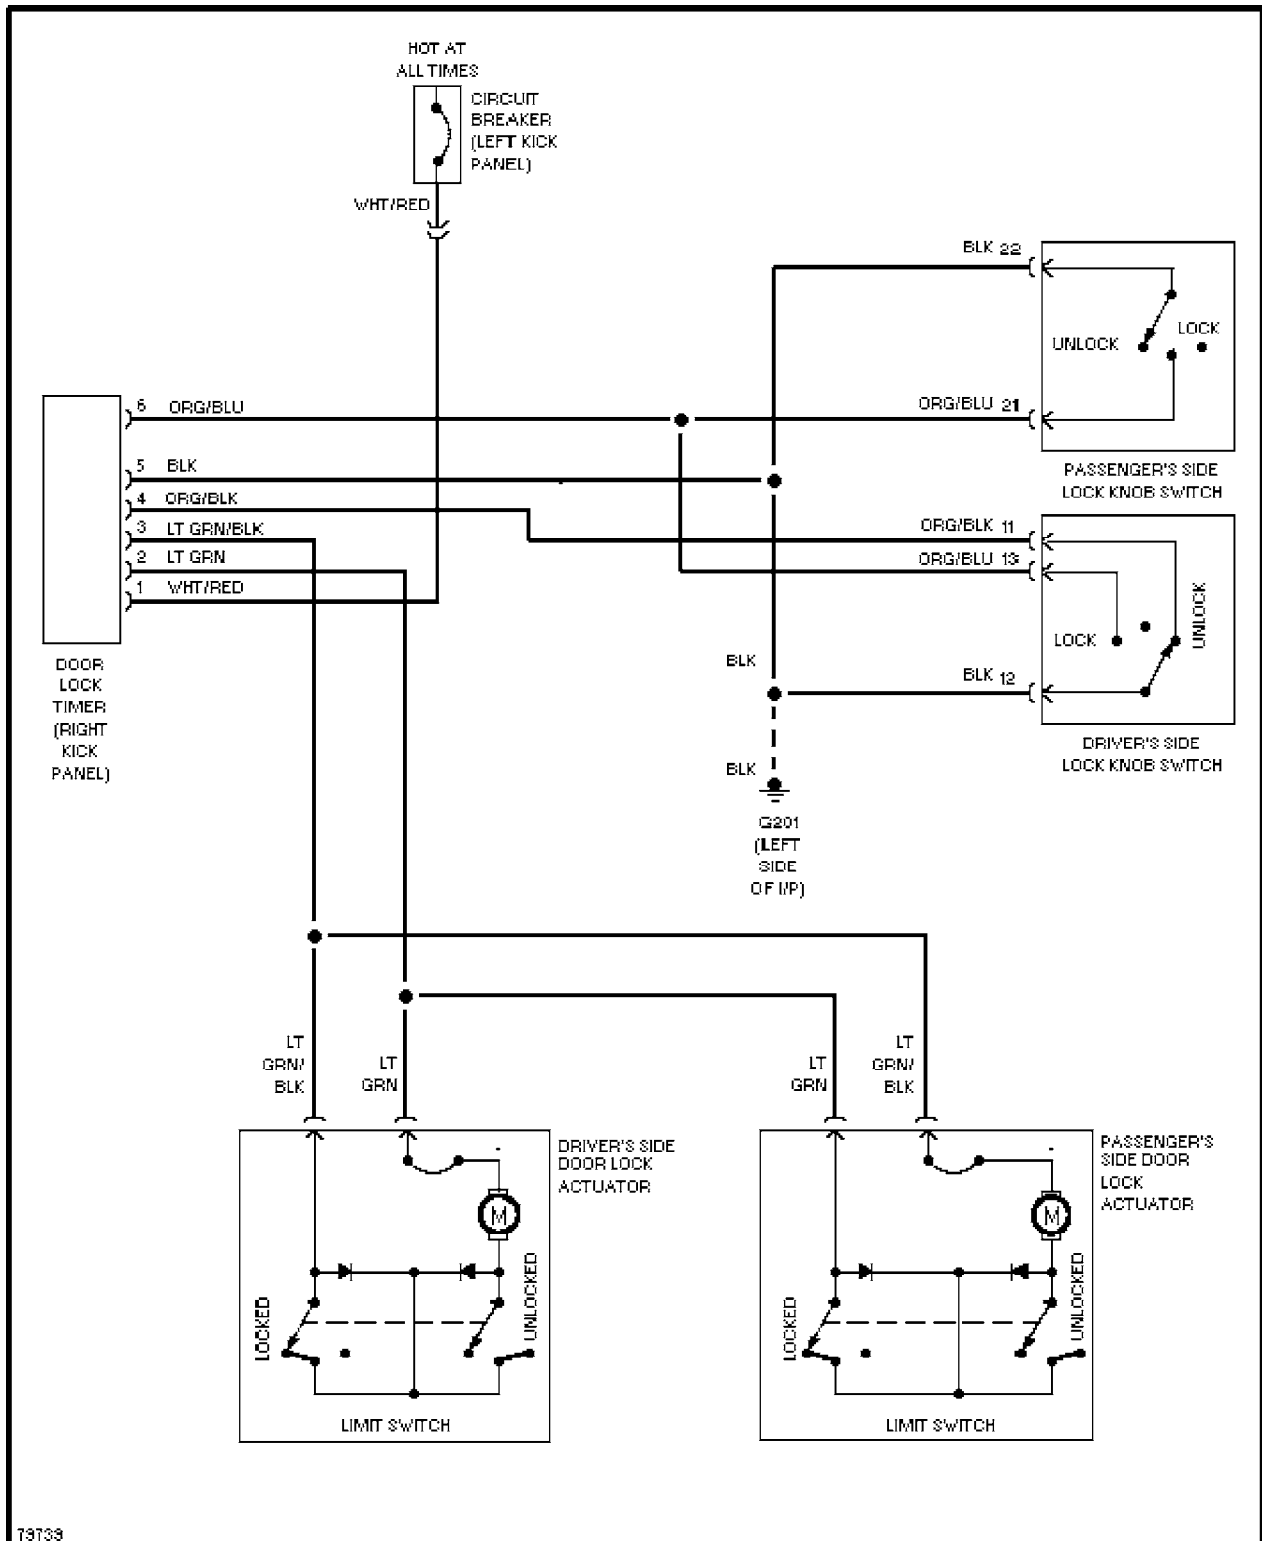 HOT AT
ALL TIMES
CIRCUIT
BREAKER
(LEFT KICK
PANEL)
WHT/RED
BLK 22
UNLOCK
LOCK
ORG/BLU 21
PASSENGER'S SIDE
LOCK KNOB SWITCH
6 ORG/BLU
5 BLK
4 ORG/BLK
3 LT GRN/BLK
2 LT GRN
1 WHT/RED
DOOR
LOCK
TIMER
(RIGHT
KICK
PANEL)
ORG/BLK 11
ORG/BLU 13
LOCK
UNLOCK
BLK 12
DRIVER'S SIDE
LOCK KNOB SWITCH
BLK
BLK
G201
(LEFT
SIDE
OF I/P)
LT
GRN/
BLK
LT
GRN
LT
GRN
LT
GRN/
BLK
DRIVER'S SIDE
DOOR LOCK
ACTUATOR
M
LOCKED
UNLOCKED
LIMIT SWITCH
PASSENGER'S
SIDE DOOR
LOCK
ACTUATOR
M
LOCKED
UNLOCKED
LIMIT SWITCH
79739